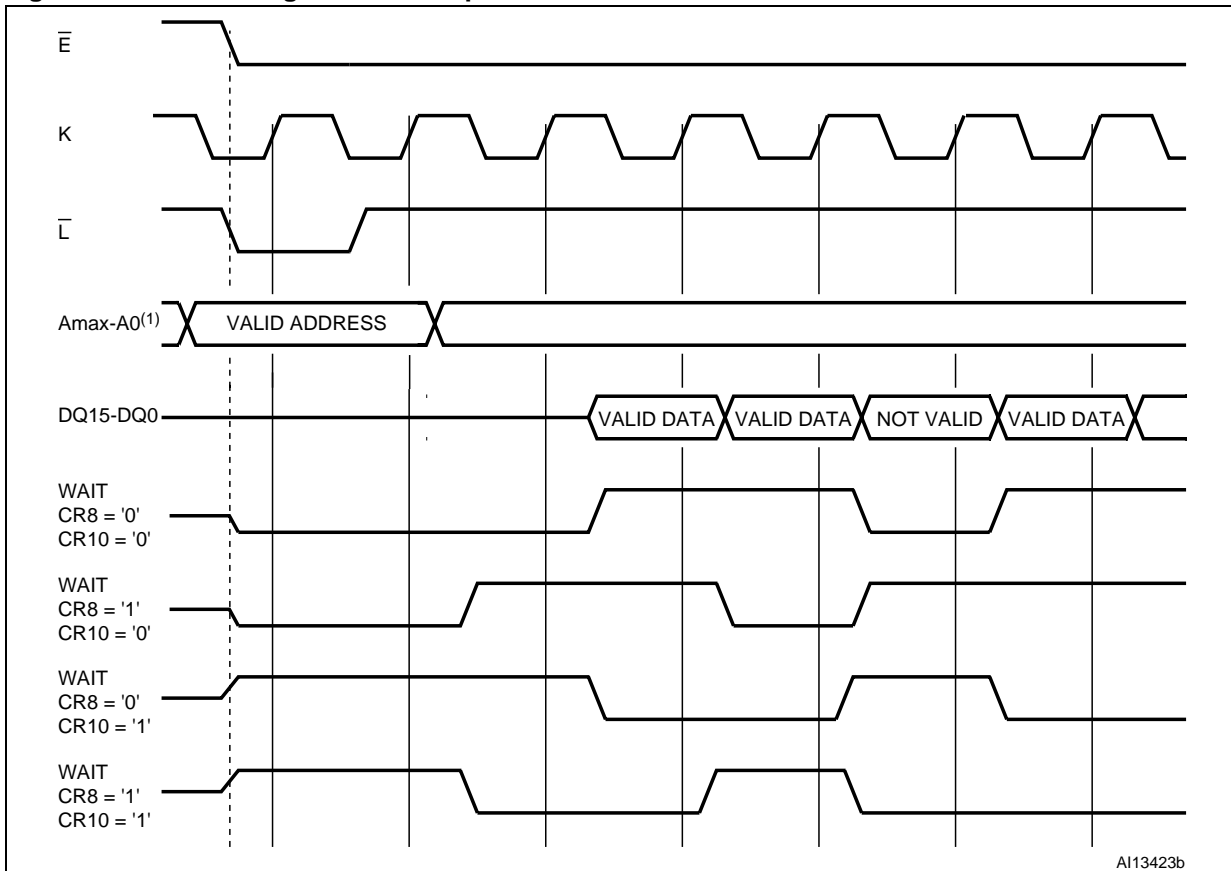 E
K
L
Amax-A0(1)
VALID ADDRESS
DQ15-DQ0
VALID DATA
VALID DATA
NOT VALID
VALID DATA
WAIT
CR8 = '0'
CR10 = '0'
WAIT
CR8 = '1'
CR10 = '0'
WAIT
CR8 = '0'
CR10 = '1'
WAIT
CR8 = '1'
CR10 = '1'
AI13423b